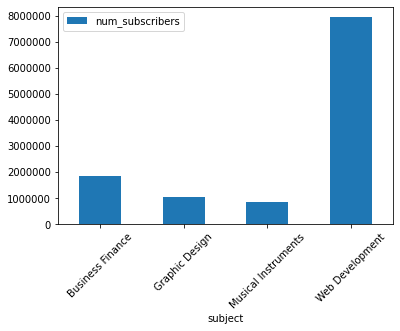 num_subscribers
8000000
7000000
6000000
5000000
4000000
3000000
2000000
1000000
0
Business Finance
Graphic Design
Musical Instruments
Web Development
subject